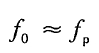 f₀ ≈ fₚ